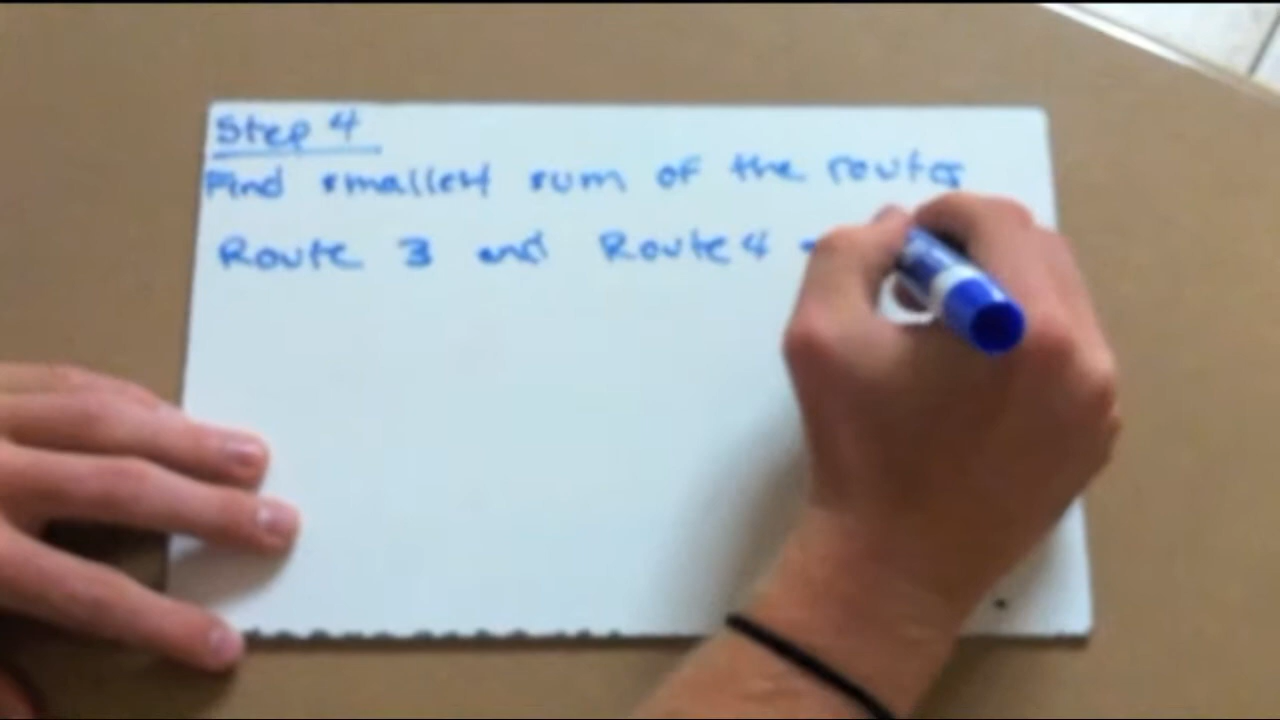 Step 4
Find smallest sum of the routes
Route 3 and Route 4